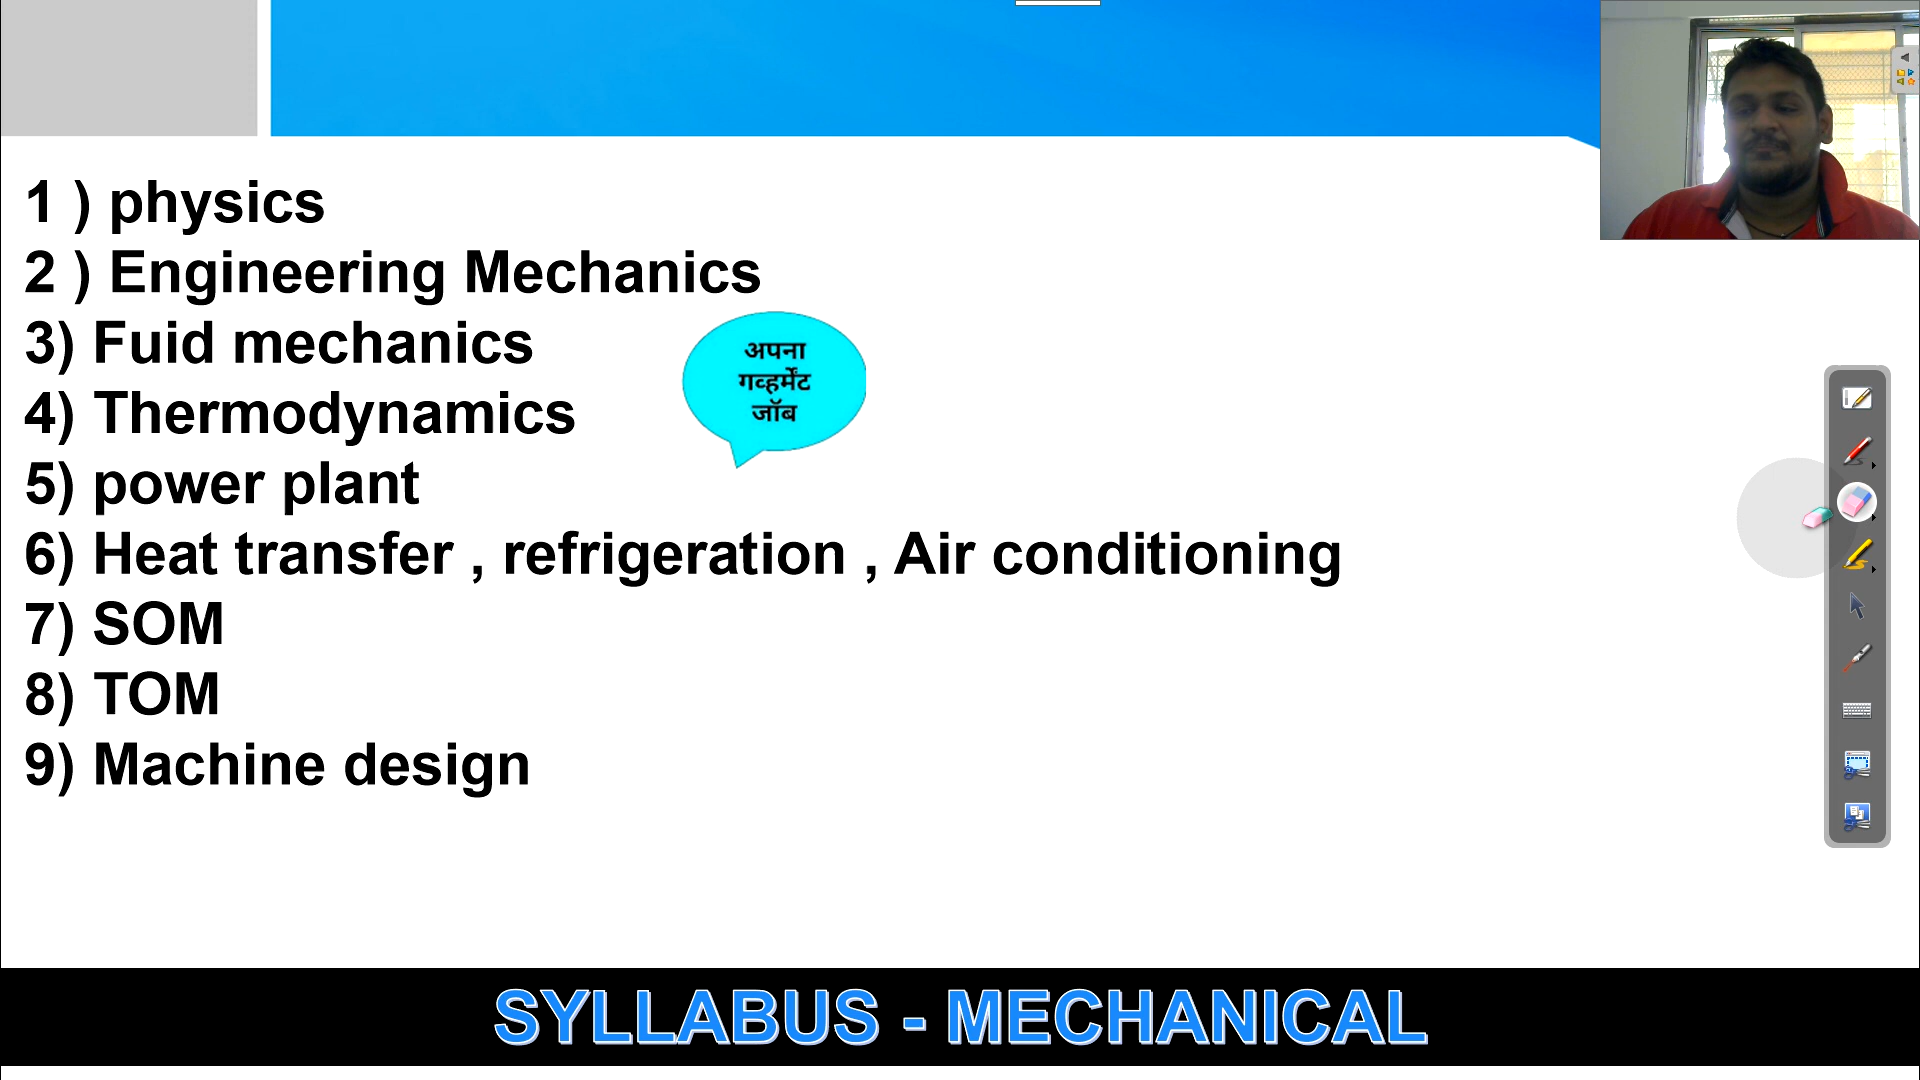 1 ) physics
2 ) Engineering Mechanics
3) Fuid mechanics
अपना
गव्हर्मेंट
जॉब
4) Thermodynamics
5) power plant
6) Heat transfer , refrigeration , Air conditioning
7) SOM
8) TOM
9) Machine design
SYLLABUS - MECHANICAL